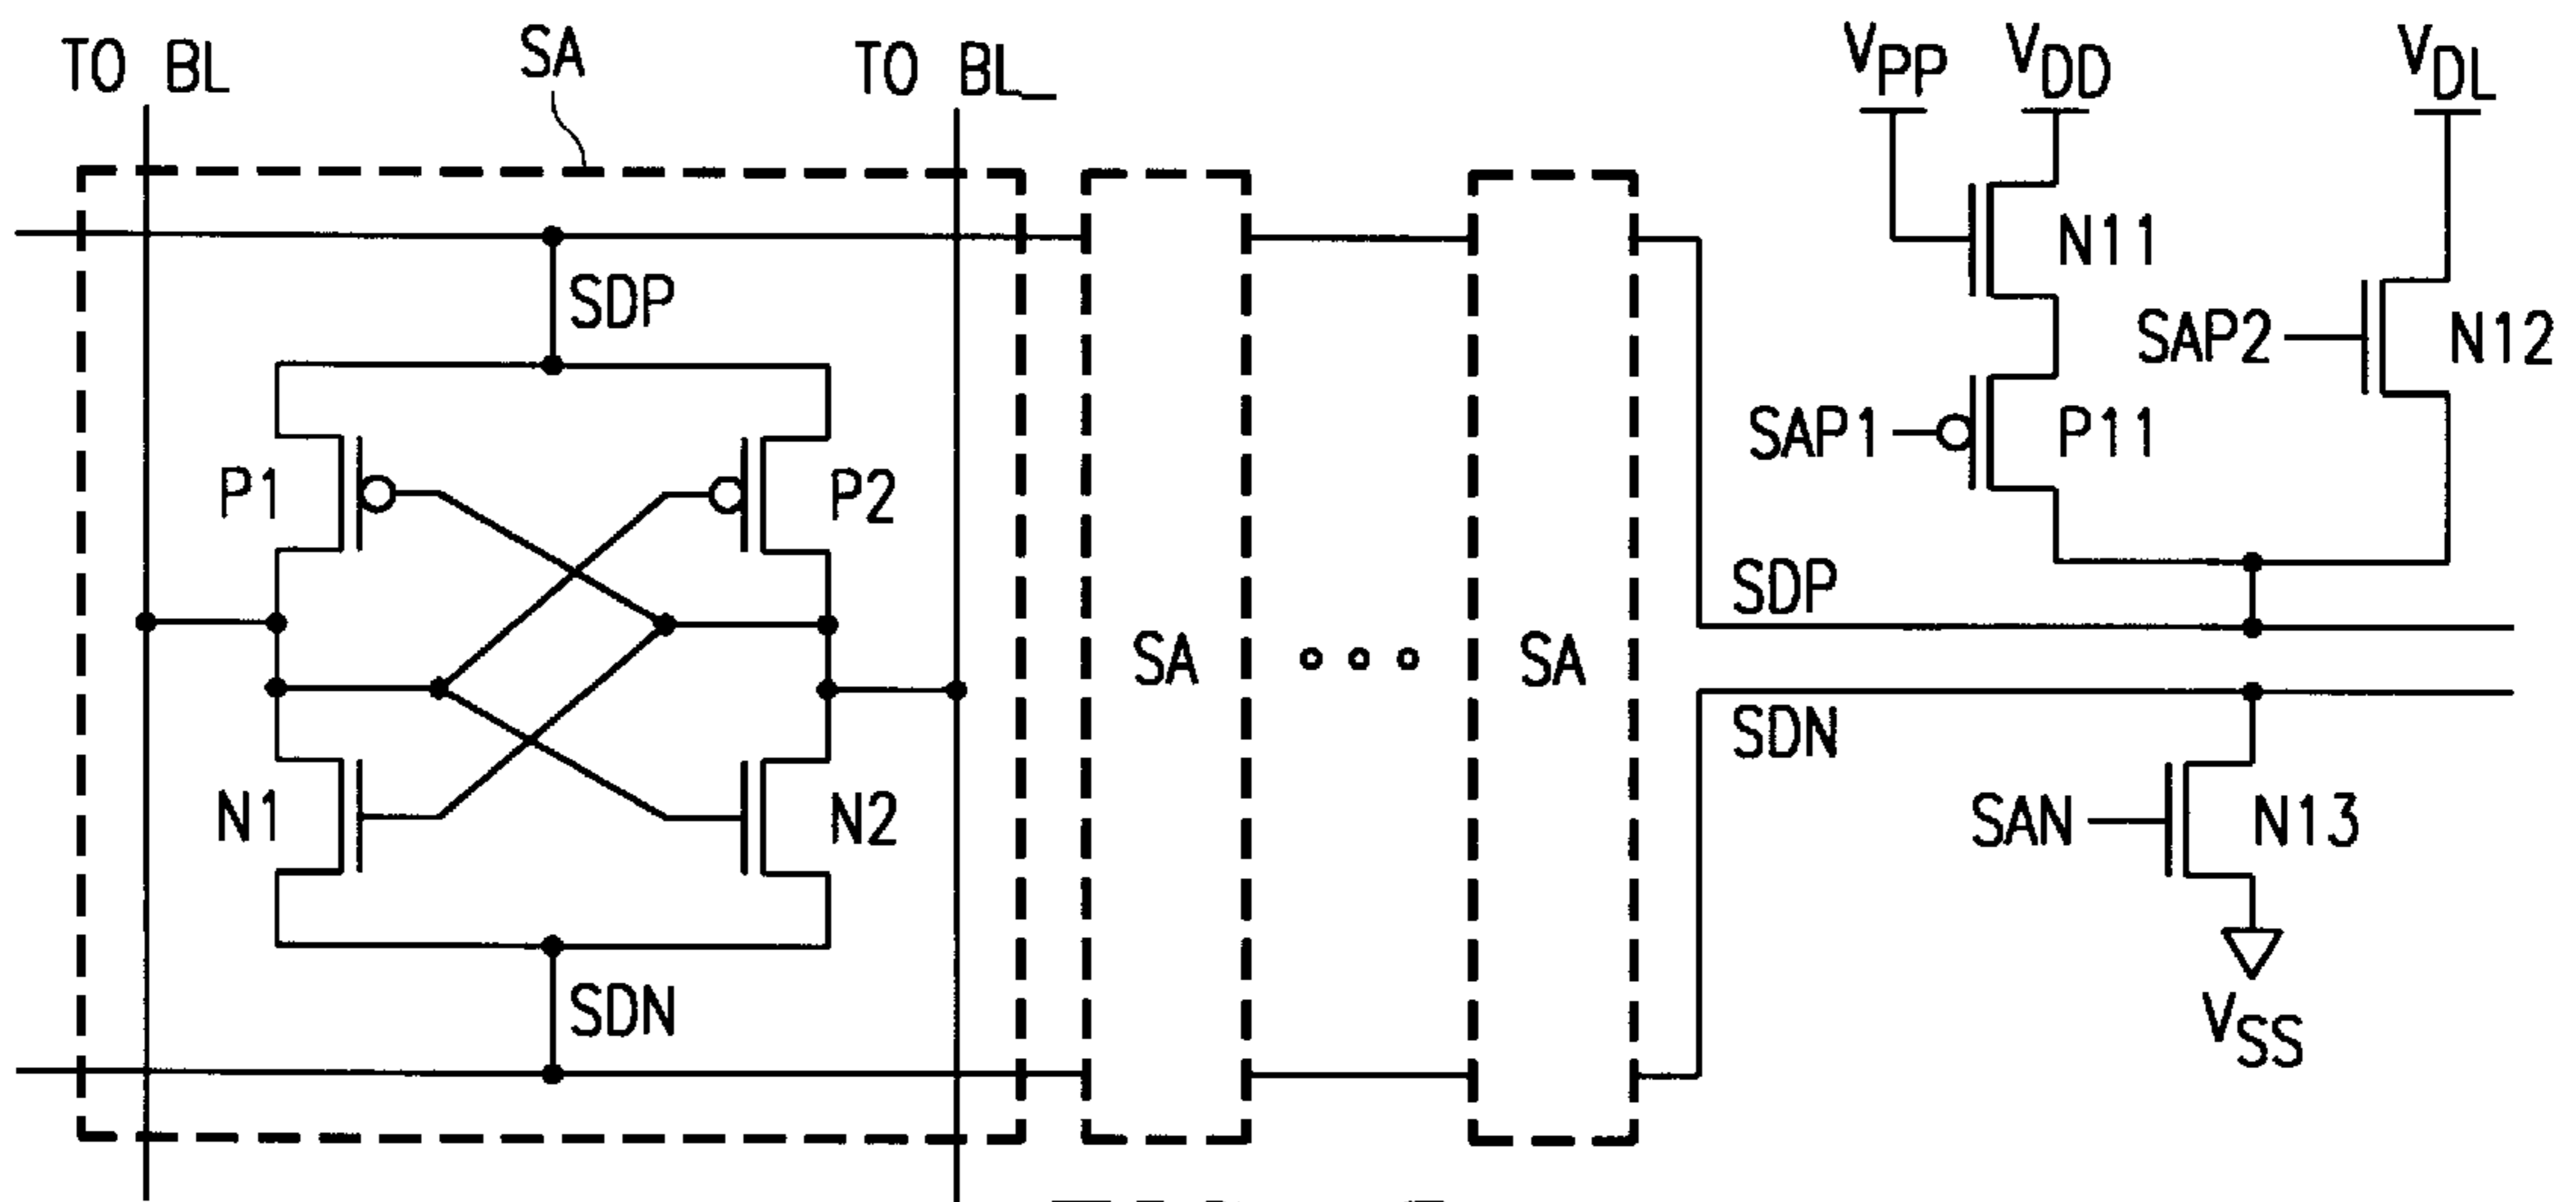 TO BL
SA
TO BL_
VPP
VDD
VDL
N11
SDP
SAP2
N12
SAP1
P11
P1
P2
SDP
SA
SA
SDN
N1
N2
SAN
N13
SDN
VSS